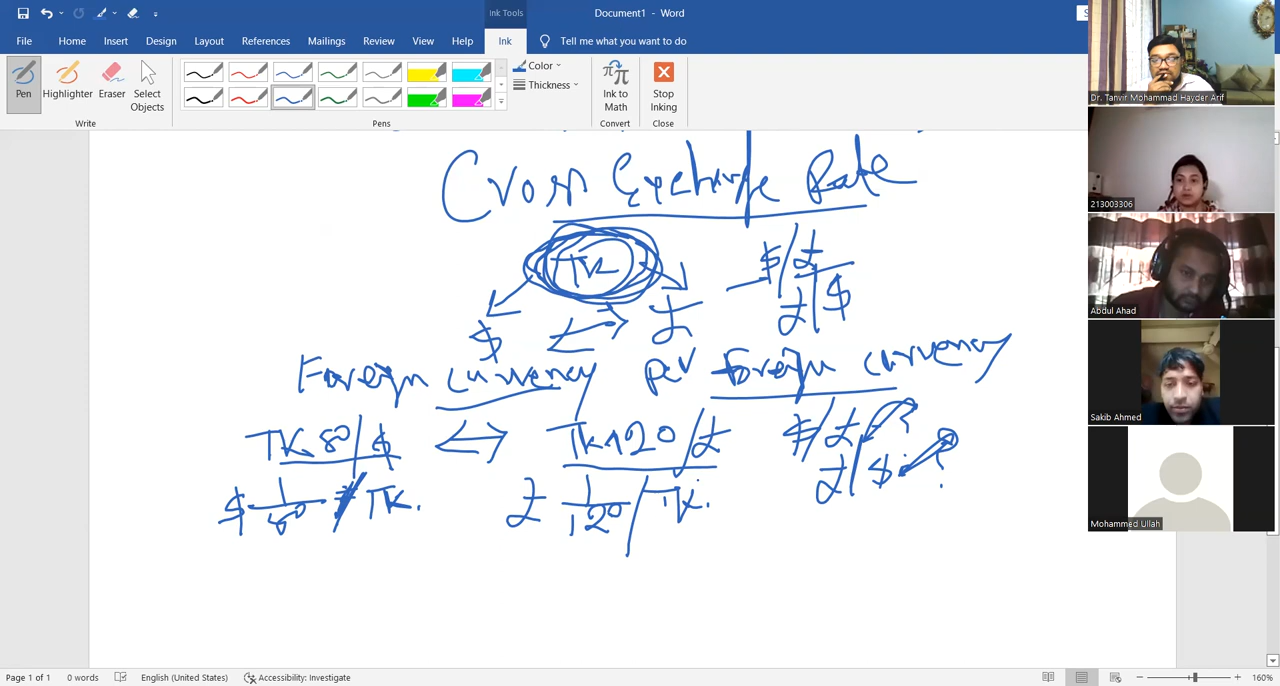 Ink Tools
Document1 - Word
File Home Insert Design Layout References Mailings Review View Help Ink Tell me what you want to do
Pen Highlighter Eraser Select Objects
Color
Thickness
Ink to Math
Stop Inking
Write Pens Convert Close
Cross Exchange Rate
TK
$/£
£/$
$ £
Foreign currency per foreign currency
TK80/$ TK120/£ $/£ ?
£/$ ?
$ 1/80 / TK. £ 1/120 / TK.
Dr. Tanvir Mohammad Hayder Arif
213003306
Abdul Ahad
Sakib Ahmed
Mohammed Ullah
Page 1 of 1 0 words English (United States) Accessibility: Investigate 160%